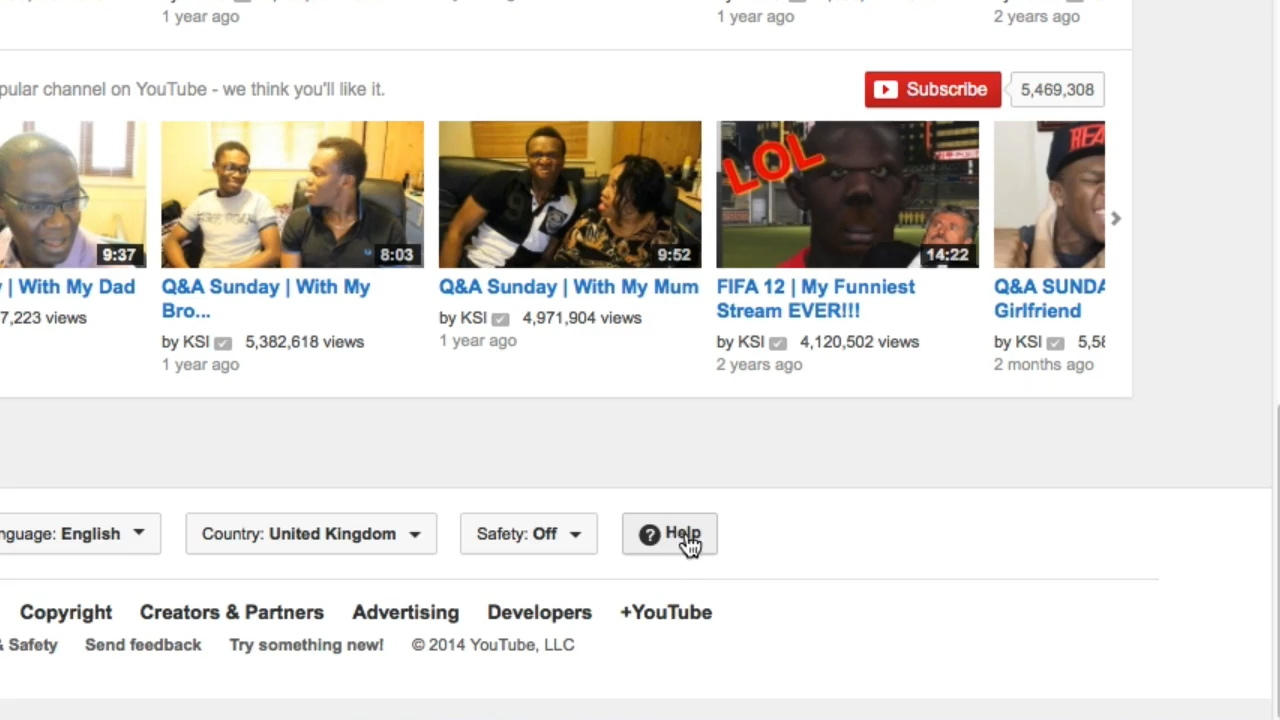 1 year ago
1 year ago
2 years ago
pular channel on YouTube - we think you'll like it.
Subscribe
5,469,308
LOL
REA
9:37
8:03
9:52
14:22
/ | With My Dad
7,223 views
Q&A Sunday | With My
Bro...
by KSI 5,382,618 views
1 year ago
Q&A Sunday | With My Mum
by KSI 4,971,904 views
1 year ago
FIFA 12 | My Funniest
Stream EVER!!!
by KSI 4,120,502 views
2 years ago
Q&A SUNDA
Girlfriend
by KSI 5,5
2 months ago
nguage: English
Country: United Kingdom
Safety: Off
Help
Copyright Creators & Partners Advertising Developers +YouTube
& Safety Send feedback Try something new! © 2014 YouTube, LLC